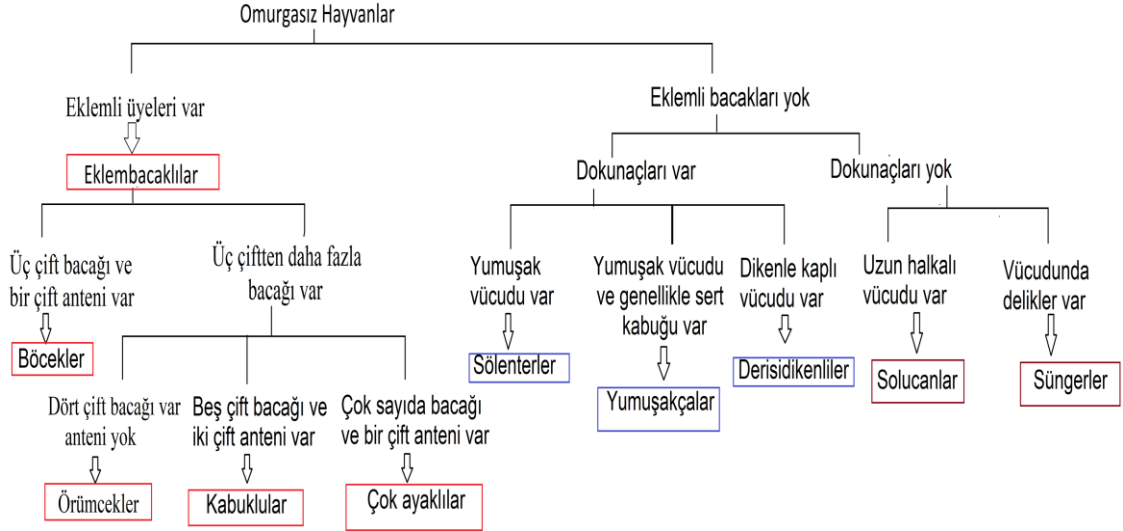 Omurgasız Hayvanlar
Eklemli üyeleri var
Eklembacaklılar
Eklemli bacakları yok
Dokunaçları var
Dokunaçları yok
Üç çift bacağı ve
bir çift anteni var
Böcekler
Üç çiftten daha fazla
bacağı var
Dört çift bacağı var
anteni yok
Örümcekler
Beş çift bacağı ve
iki çift anteni var
Kabuklular
Çok sayıda bacağı
ve bir çift anteni var
Çok ayaklılar
Yumuşak
vücudu var
Sölenterler
Yumuşak vücudu
ve genellikle sert
kabuğu var
Yumuşakçalar
Dikenle kaplı
vücudu var
Derisidikenliler
Uzun halkalı
vücudu var
Solucanlar
Vücudunda
delikler var
Süngerler